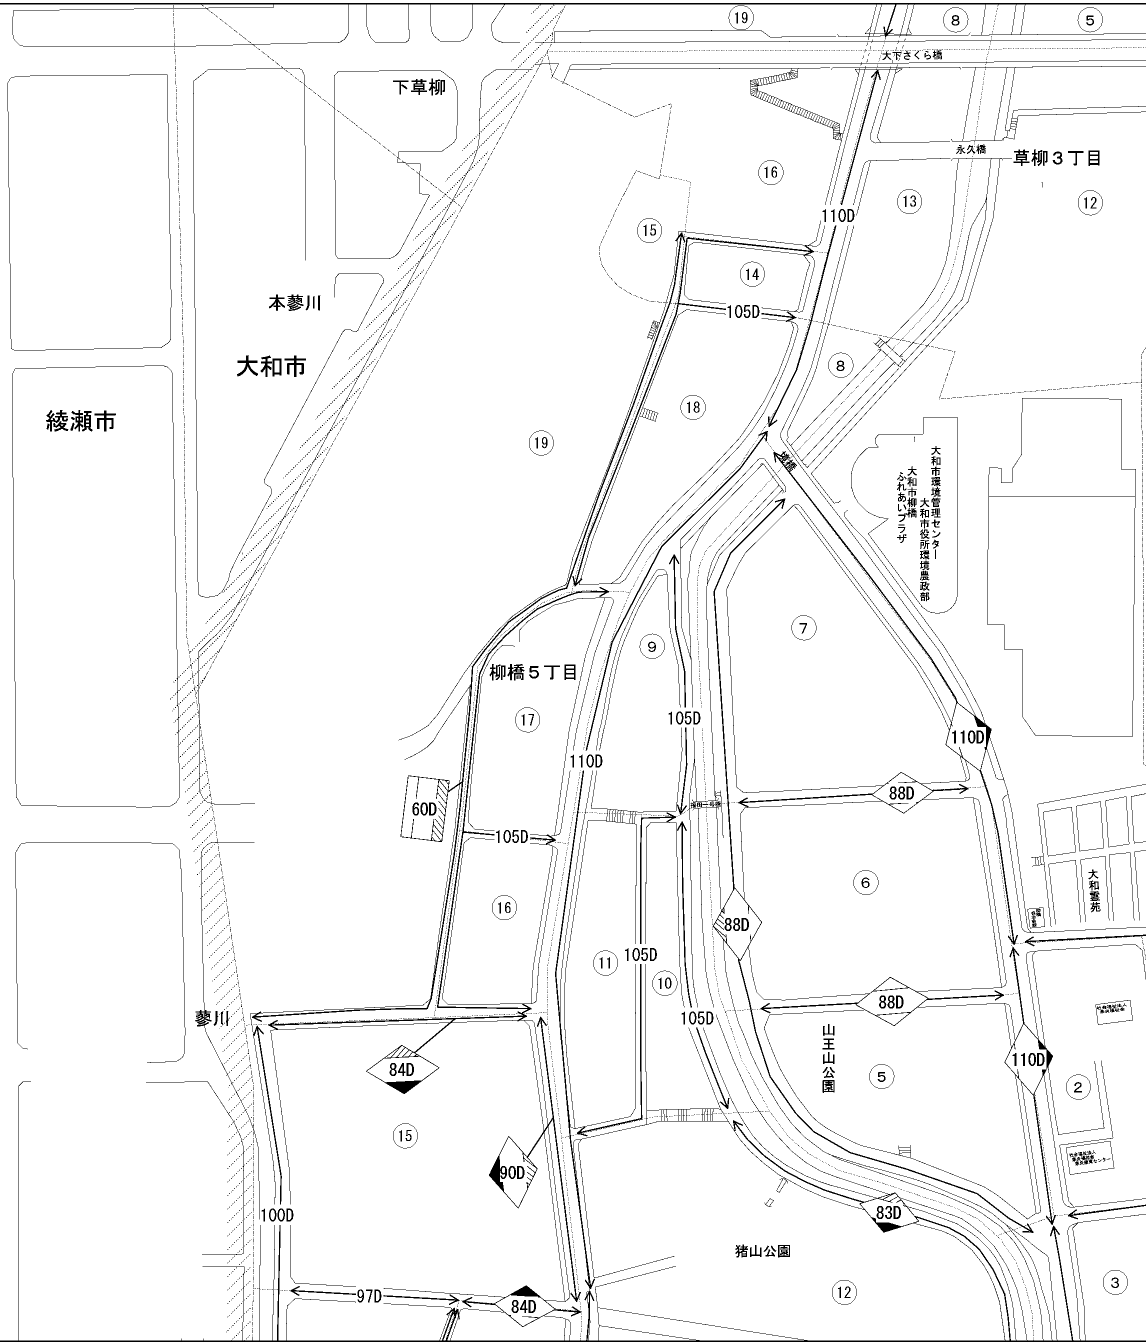 ⑲
⑧
⑤
大下さくら橋
下草柳
永久橋
草柳３丁目
⑯
⑬
⑫
110D
⑮
⑭
本蓼川
105D
大和市
⑧
綾瀬市
⑱
⑲
境橋
大和市環境管理センター
大和市役所環境農政部
大和市柳橋
ふれあいプラザ
⑦
⑨
柳橋５丁目
⑰
105D
110D
110D
60D
88D
105D
⑥
大和霊苑
⑯
88D
105D
⑪
⑩
88D
蓼川
105D
山王山公園
110D
84D
⑤
②
⑮
90D
100D
83D
猪山公園
③
97D
84D
⑫